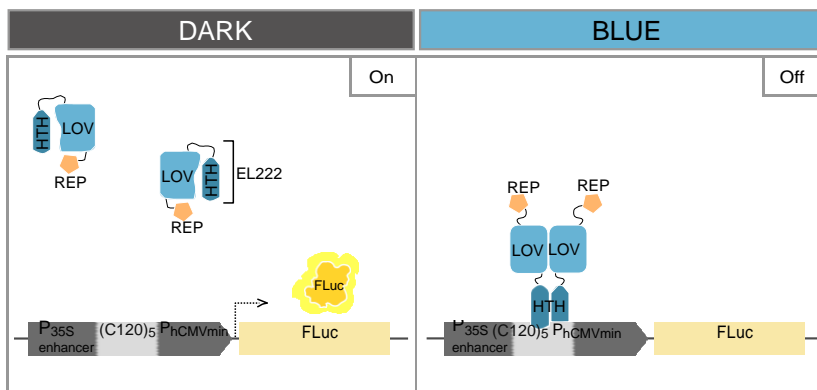 DARK
BLUE
On
Off
HTH
LOV
REP
LOV
HTH
EL222
REP
REP
REP
LOV
LOV
HTH
FLuc
P35S
enhancer
(C120)5
PhCMVmin
FLuc
P35S
enhancer
(C120)5
PhCMVmin
FLuc